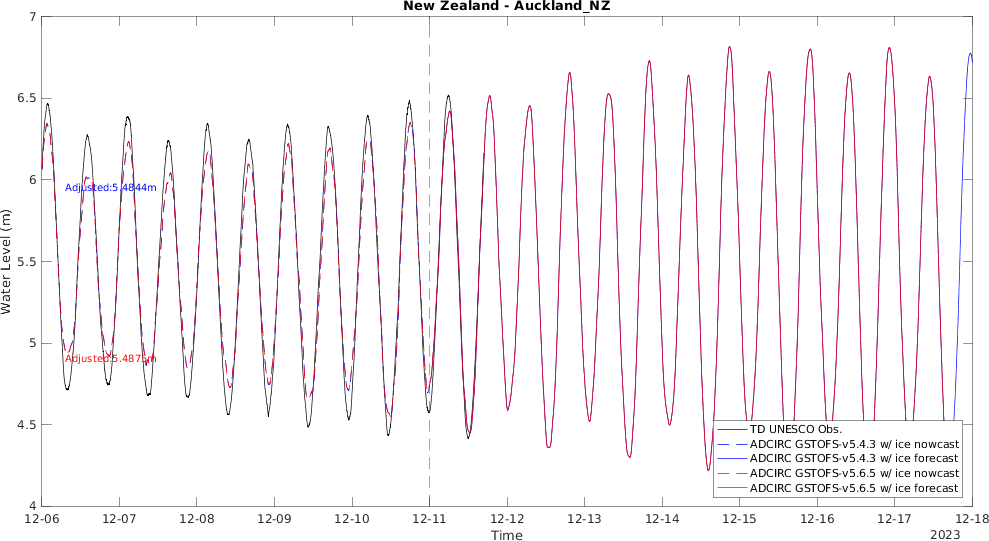 New Zealand - Auckland_NZ
7
6.5
6
5.5
5
4.5
4
Water Level (m)
Adjusted:5.4844m
Adjusted:5.4875m
TD UNESCO Obs.
ADCIRC GSTOFS-v5.4.3 w/ ice nowcast
ADCIRC GSTOFS-v5.4.3 w/ ice forecast
ADCIRC GSTOFS-v5.6.5 w/ ice nowcast
ADCIRC GSTOFS-v5.6.5 w/ ice forecast
12-06 12-07 12-08 12-09 12-10 12-11 12-12 12-13 12-14 12-15 12-16 12-17 12-18
Time
2023